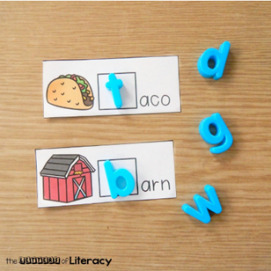 taco
d
g
barn
w
the of Literacy